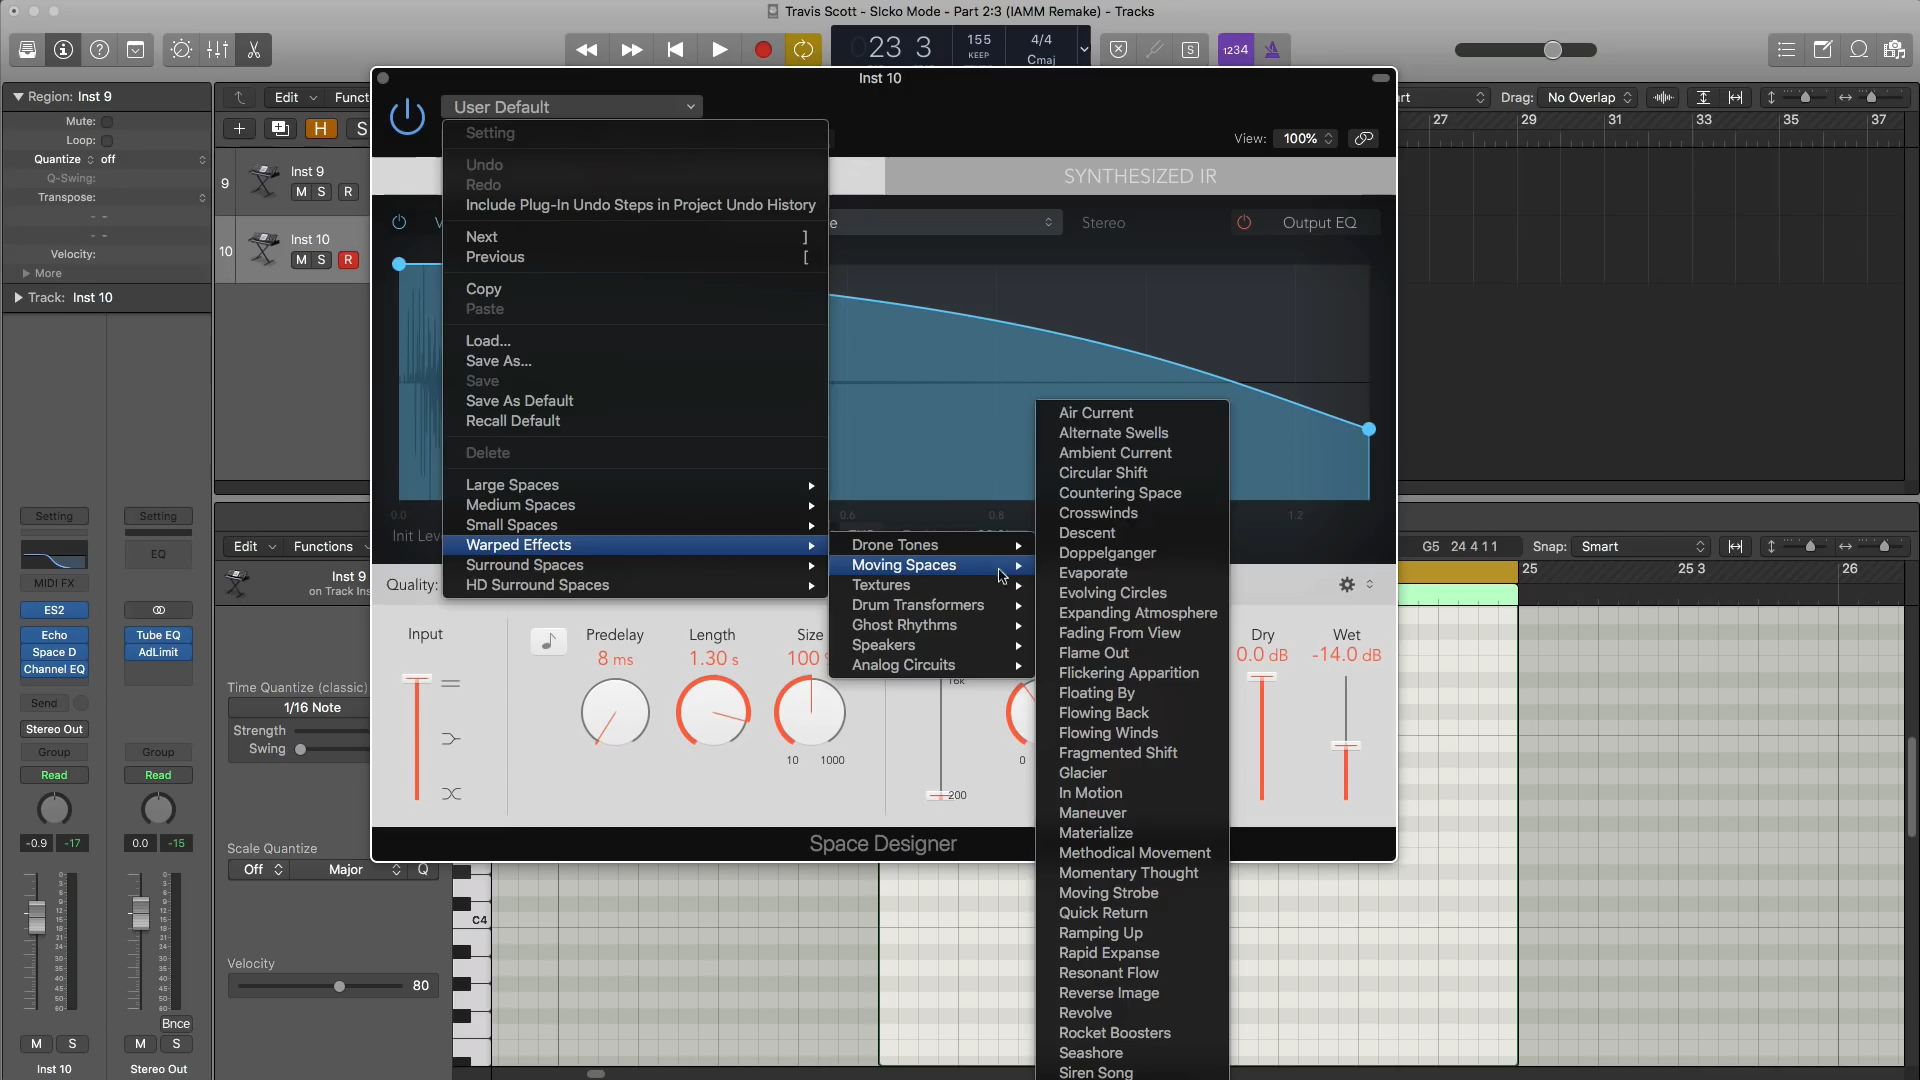 Travis Scott - SIcko Mode - Part 2:3 (IAMM Remake) - Tracks
23 3
155
KEEP
4/4
Cmaj
1234
Region: Inst 9
Mute:
Loop:
Quantize off
Q-Swing:
Transpose:
Velocity:
More
Track: Inst 10
Edit Funct
H S
9 Inst 9
M S R
10 Inst 10
M S R
Inst 10
User Default
View: 100%
SYNTHESIZED IR
Stereo
Output EQ
Drag: No Overlap
27 29 31 33 35 37
Setting
Undo
Redo
Include Plug-In Undo Steps in Project Undo History
Next ]
Previous [
Copy
Paste
Load...
Save As...
Save
Save As Default
Recall Default
Delete
Large Spaces
Medium Spaces
Small Spaces
Warped Effects
Surround Spaces
HD Surround Spaces
Drone Tones
Moving Spaces
Textures
Drum Transformers
Ghost Rhythms
Speakers
Analog Circuits
Air Current
Alternate Swells
Ambient Current
Circular Shift
Countering Space
Crosswinds
Descent
Doppelganger
Evaporate
Evolving Circles
Expanding Atmosphere
Fading From View
Flame Out
Flickering Apparition
Floating By
Flowing Back
Flowing Winds
Fragmented Shift
Glacier
In Motion
Maneuver
Materialize
Methodical Movement
Momentary Thought
Moving Strobe
Quick Return
Ramping Up
Rapid Expanse
Resonant Flow
Reverse Image
Revolve
Rocket Boosters
Seashore
Siren Song
0.0 0.6 0.8 1.2
Init Leve
Quality:
Input
Predelay
8 ms
Length
1.30 s
Size
100
10 1000
16k
200
0
Dry
0.0 dB
Wet
-14.0 dB
Space Designer
G5 24 4 1 1
Snap: Smart
25 25 3 26
Edit Functions
Inst 9
on Track Ins
Time Quantize (classic)
1/16 Note
Strength
Swing
Scale Quantize
Off Major Q
Velocity
80
C4
Setting Setting
EQ
MIDI FX
ES2
Echo Tube EQ
Space D AdLimit
Channel EQ
Send
Stereo Out
Group Group
Read Read
-0.9 -17 0.0 -15
Bnce
M S M S
Inst 10 Stereo Out